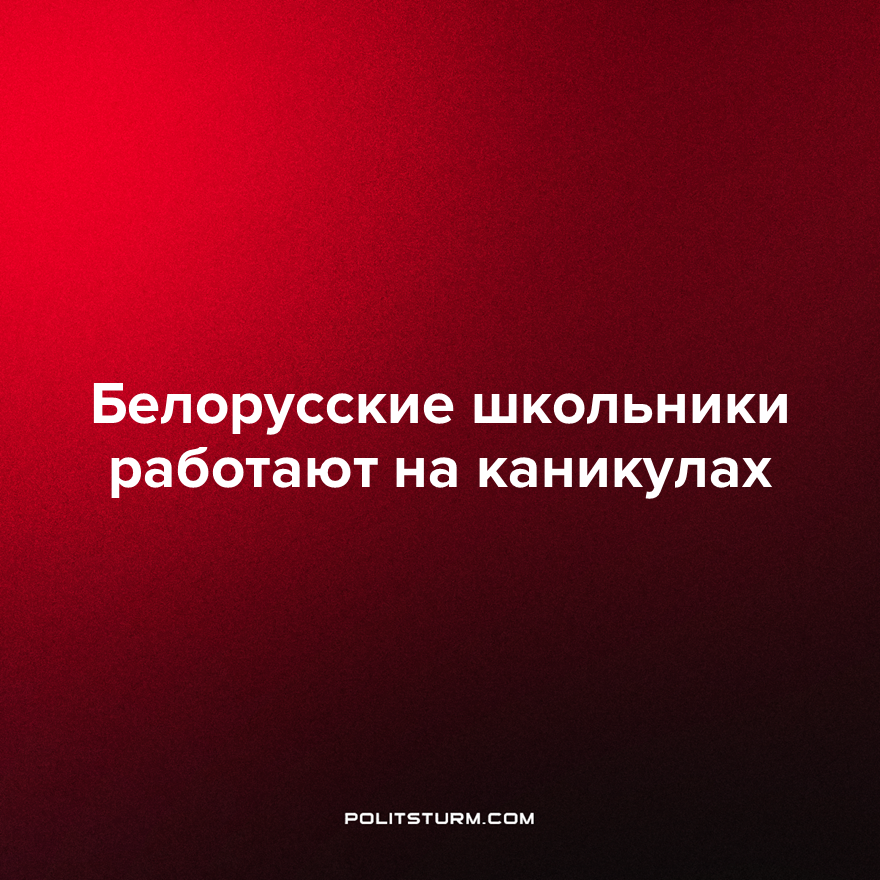 Белорусские школьники
работают на каникулах
POLITSTURM.COM